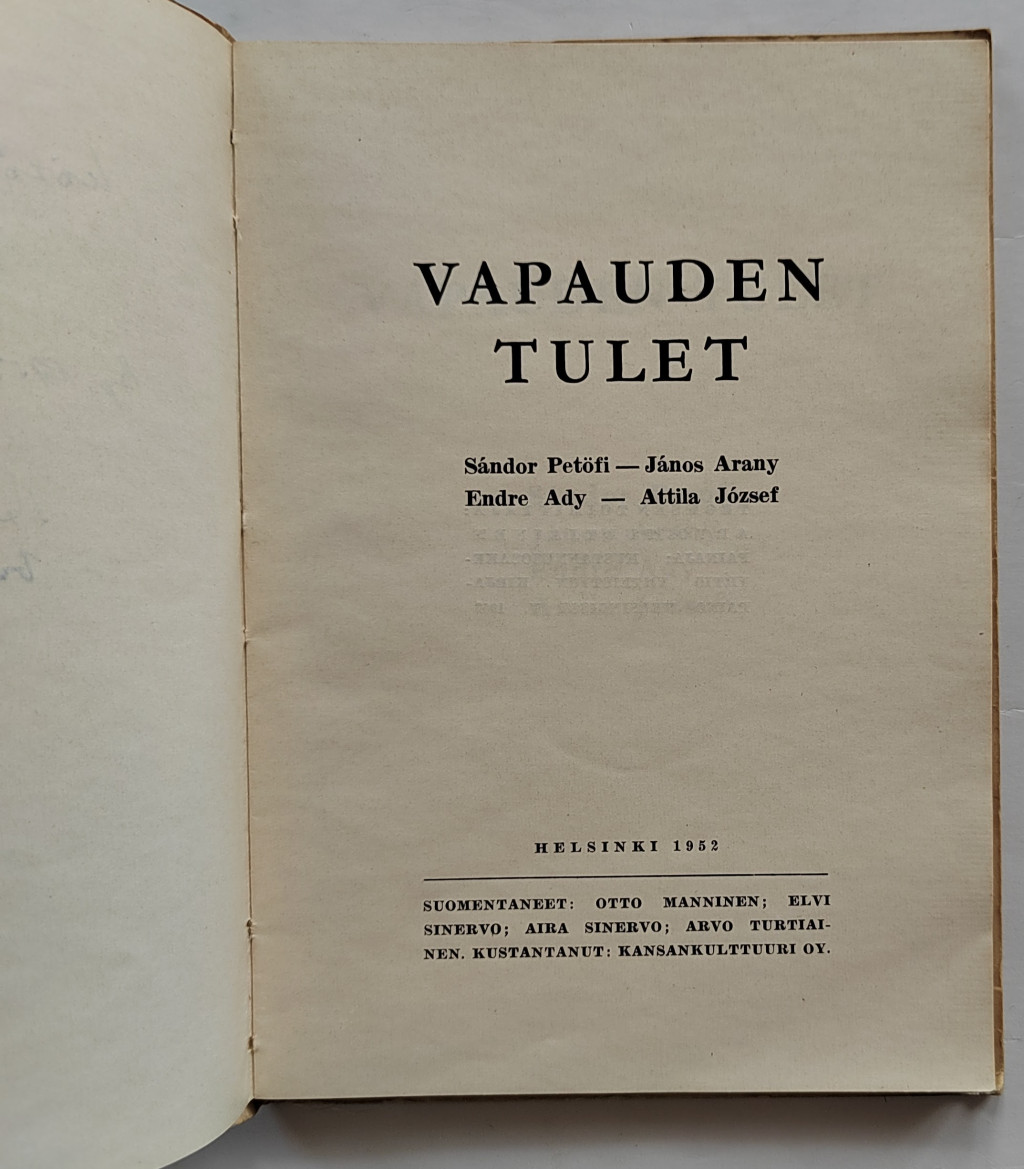 VAPAUDEN
TULET
Sándor Petöfi — János Arany
Endre Ady — Attila József
HELSINKI 1952
SUOMENTANEET: OTTO MANNINEN; ELVI
SINERVO; AIRA SINERVO; ARVO TURTIAI-
NEN. KUSTANTANUT: KANSANKULTTUURI OY.